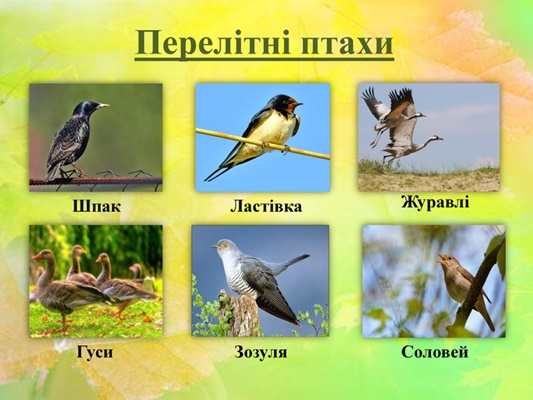 Перелітні птахи
Шпак
Ластівка
Журавлі
Гуси
Зозуля
Соловей